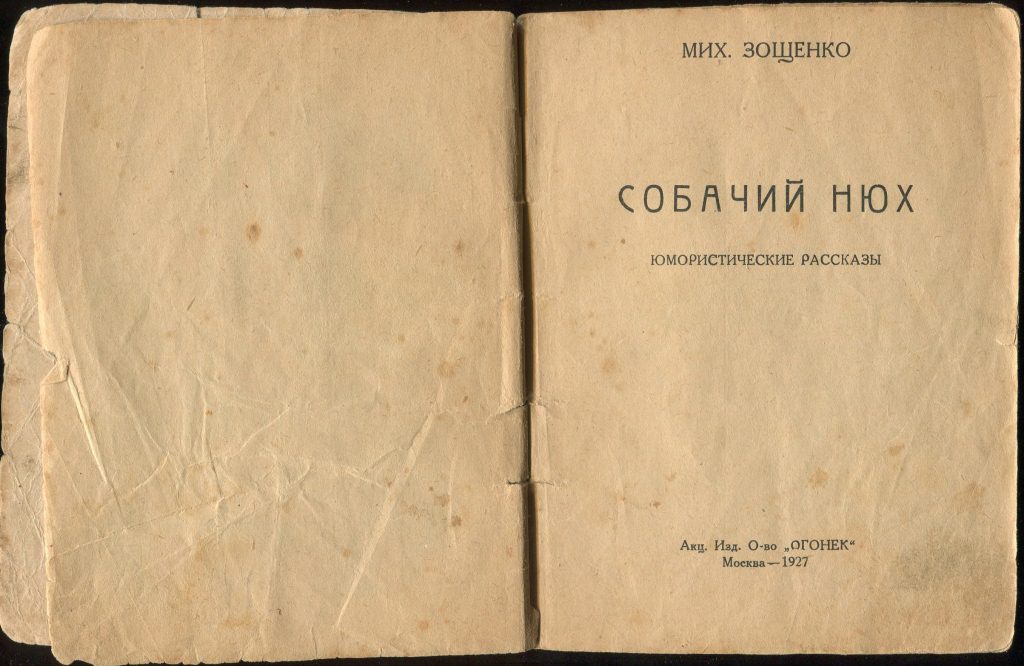 МИХ. ЗОЩЕНКО
СОБАЧИЙ НЮХ
ЮМОРИСТИЧЕСКИЕ РАССКАЗЫ
Акц. Изд. О-во „ОГОНЕК“
Москва—1927